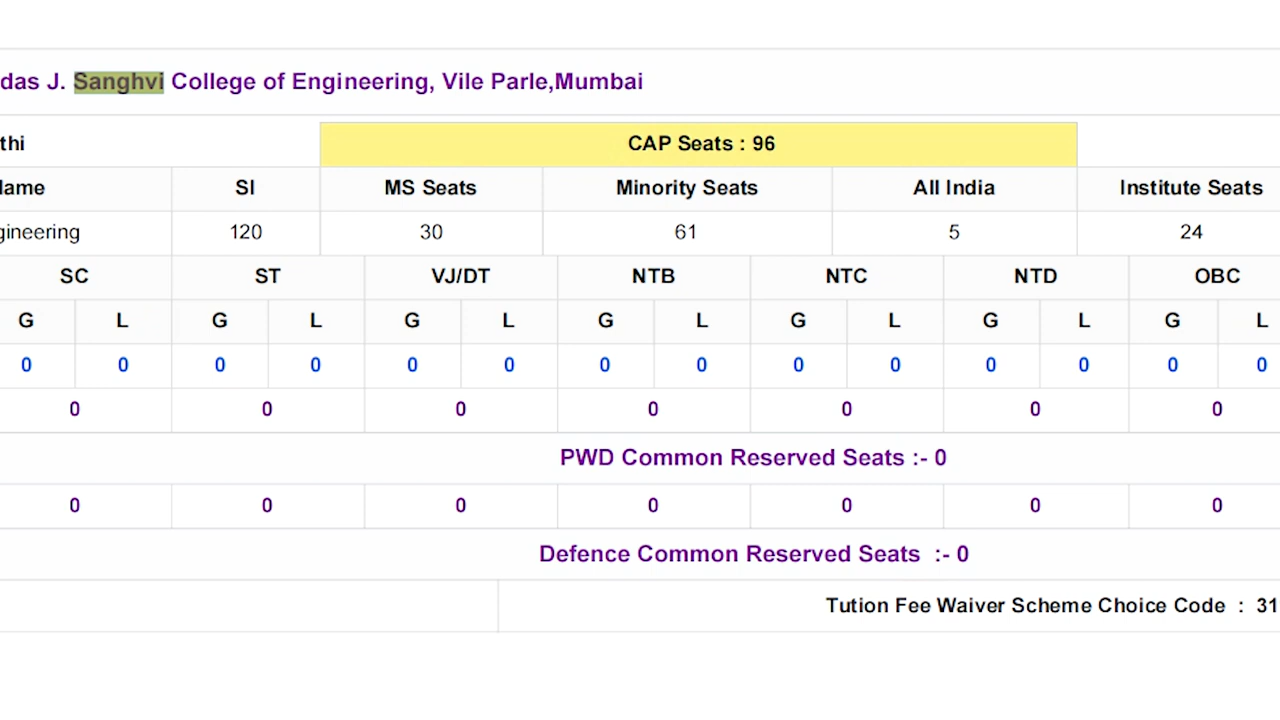 das J. Sanghvi College of Engineering, Vile Parle,Mumbai
thi CAP Seats : 96
lame SI MS Seats Minority Seats All India Institute Seats
gineering 120 30 61 5 24
SC ST VJ/DT NTB NTC NTD OBC
G L G L G L G L G L G L G L
0 0 0 0 0 0 0 0 0 0 0 0 0 0
0 0 0 0 0 0 0
PWD Common Reserved Seats :- 0
0 0 0 0 0 0 0
Defence Common Reserved Seats :- 0
Tution Fee Waiver Scheme Choice Code : 31